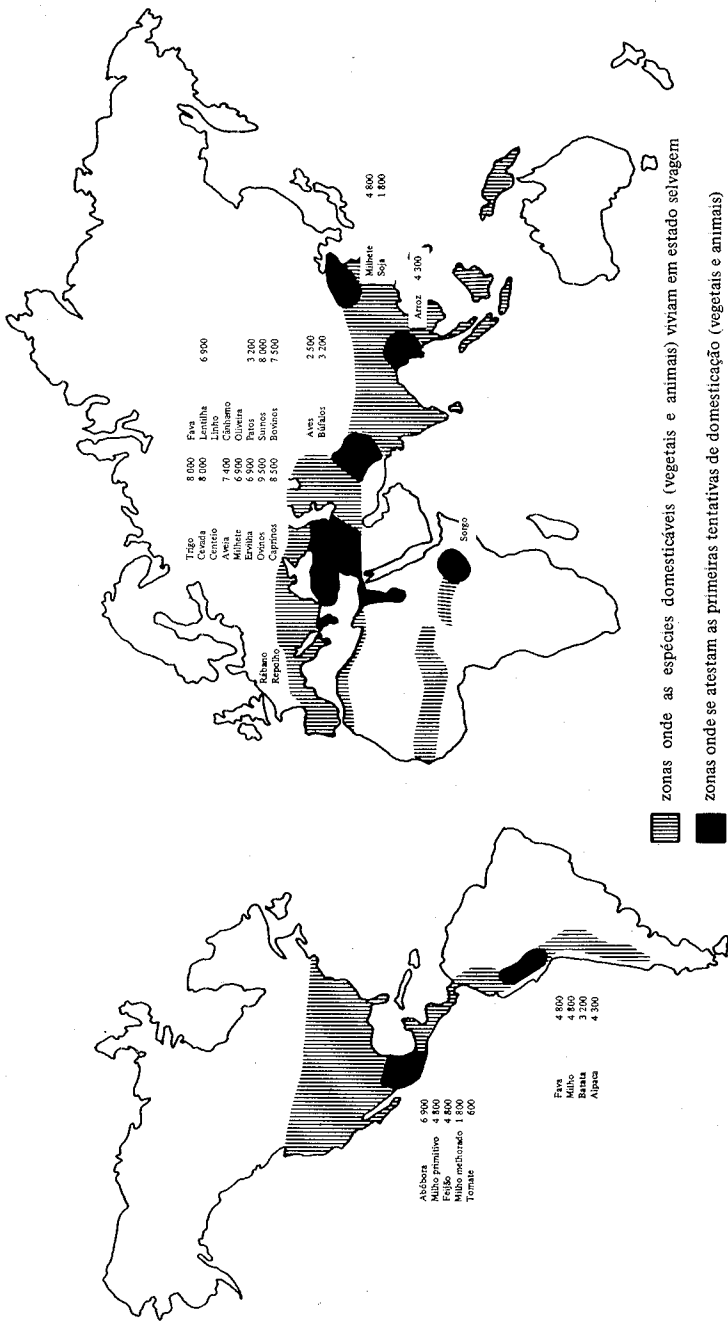 Abóbora 6 900
Milho primitivo 4 800
Feijão 4 800
Milho melhorado 1 800
Tomate 600
Fava 4 800
Milho 4 800
Batata 3 200
Alpaca 4 300
Rábano
Repolho
Trigo 8 000
Cevada 8 000
Centeio
Aveia 7 400
Milhete 6 900
Ervilha 6 900
Ovinos 9 500
Caprinos 8 500
Fava
Lentilha 6 900
Linho
Cânhamo
Oliveira
Patos 3 200
Suínos 8 000
Bovinos 7 500
Aves 2 500
Búfalos 3 200
Milhete 4 800
Soja 1 800
Arroz 4 300
Sorgo
zonas onde as espécies domesticáveis (vegetais e animais) viviam em estado selvagem
zonas onde se atestam as primeiras tentativas de domesticação (vegetais e animais)